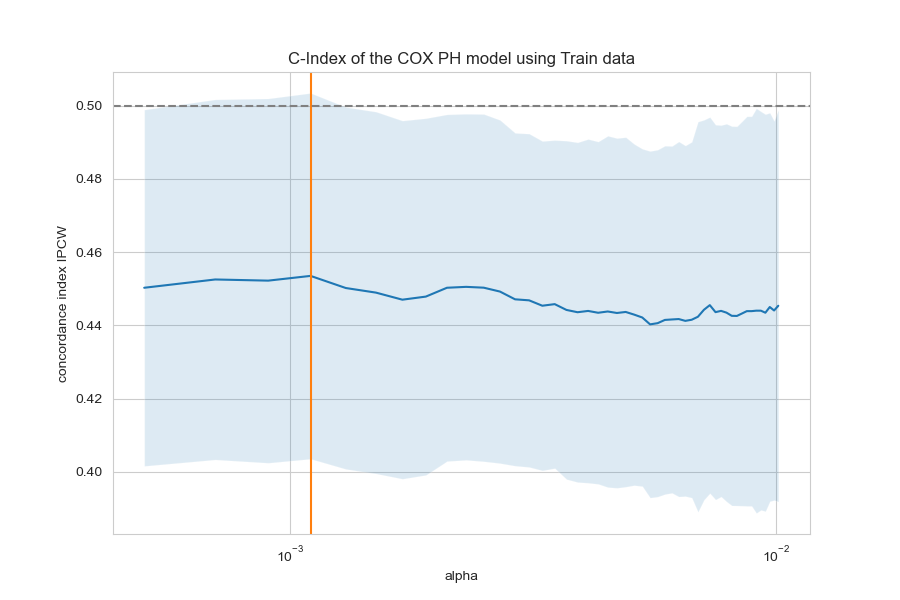 C-Index of the COX PH model using Train data
concordance index IPCW
0.50
0.48
0.46
0.44
0.42
0.40
10⁻³
10⁻²
alpha